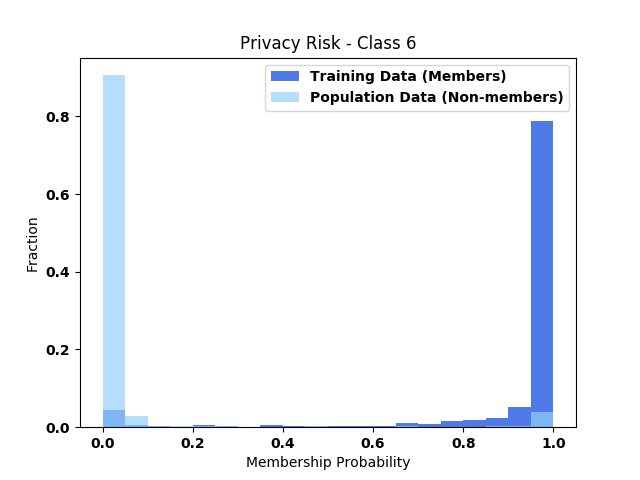 Privacy Risk - Class 6
Training Data (Members)
Population Data (Non-members)
0.8
0.6
0.4
0.2
0.0
Fraction
0.0 0.2 0.4 0.6 0.8 1.0
Membership Probability